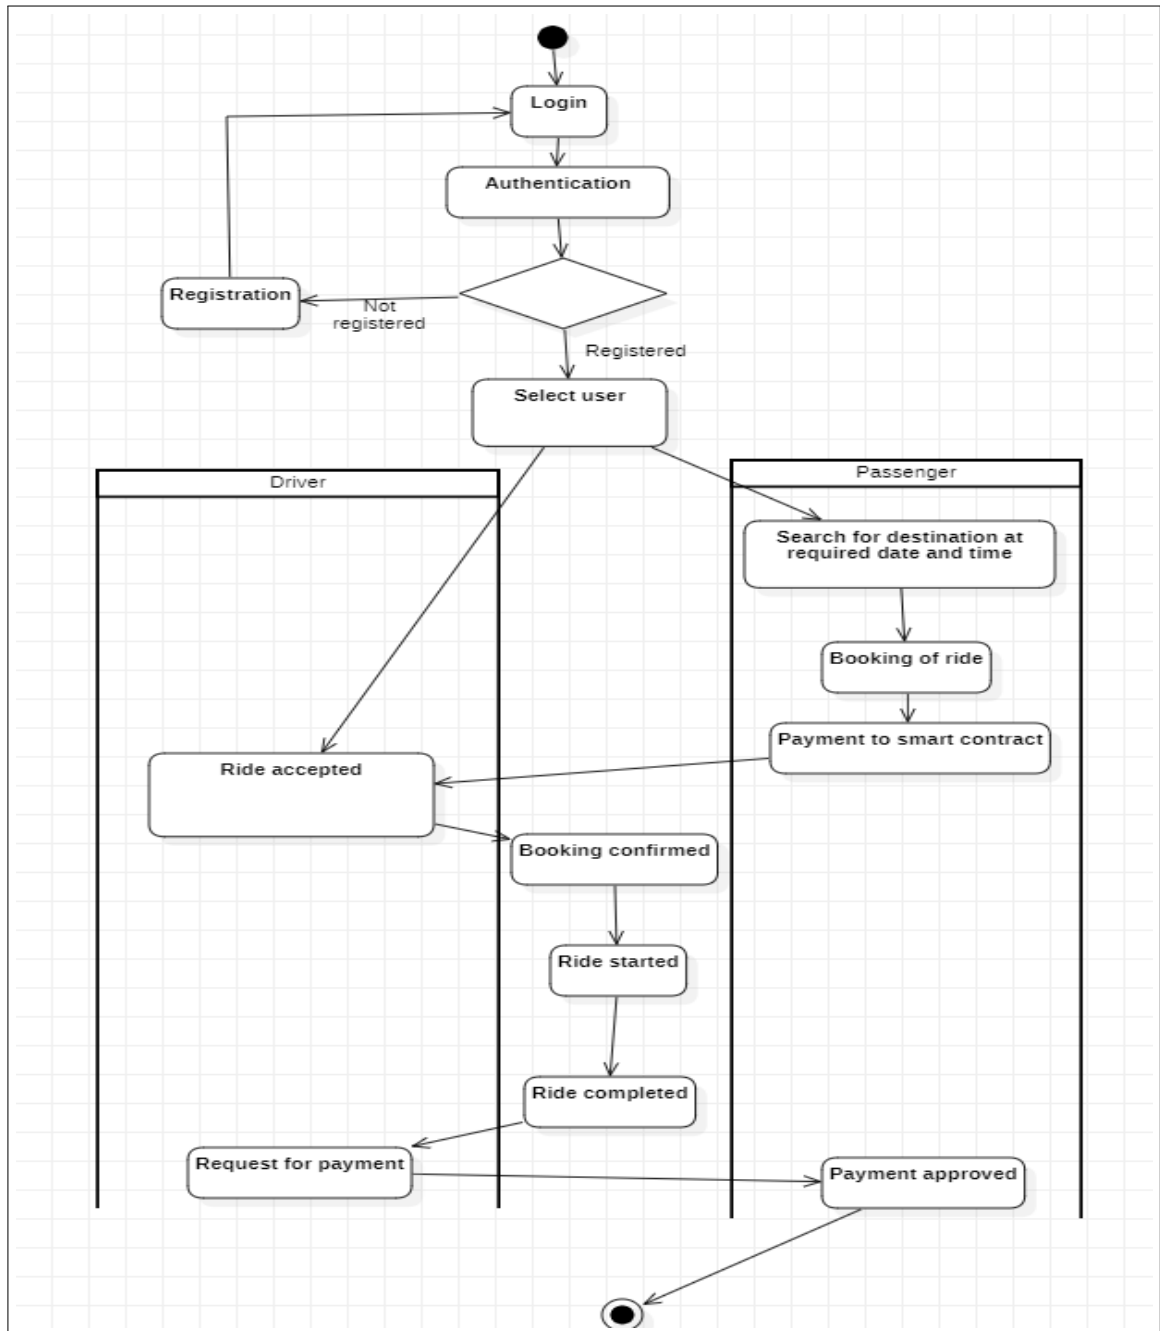 Login
Authentication
Registration
Not
registered
Registered
Select user
Driver
Passenger
Search for destination at
required date and time
Booking of ride
Payment to smart contract
Ride accepted
Booking confirmed
Ride started
Ride completed
Request for payment
Payment approved